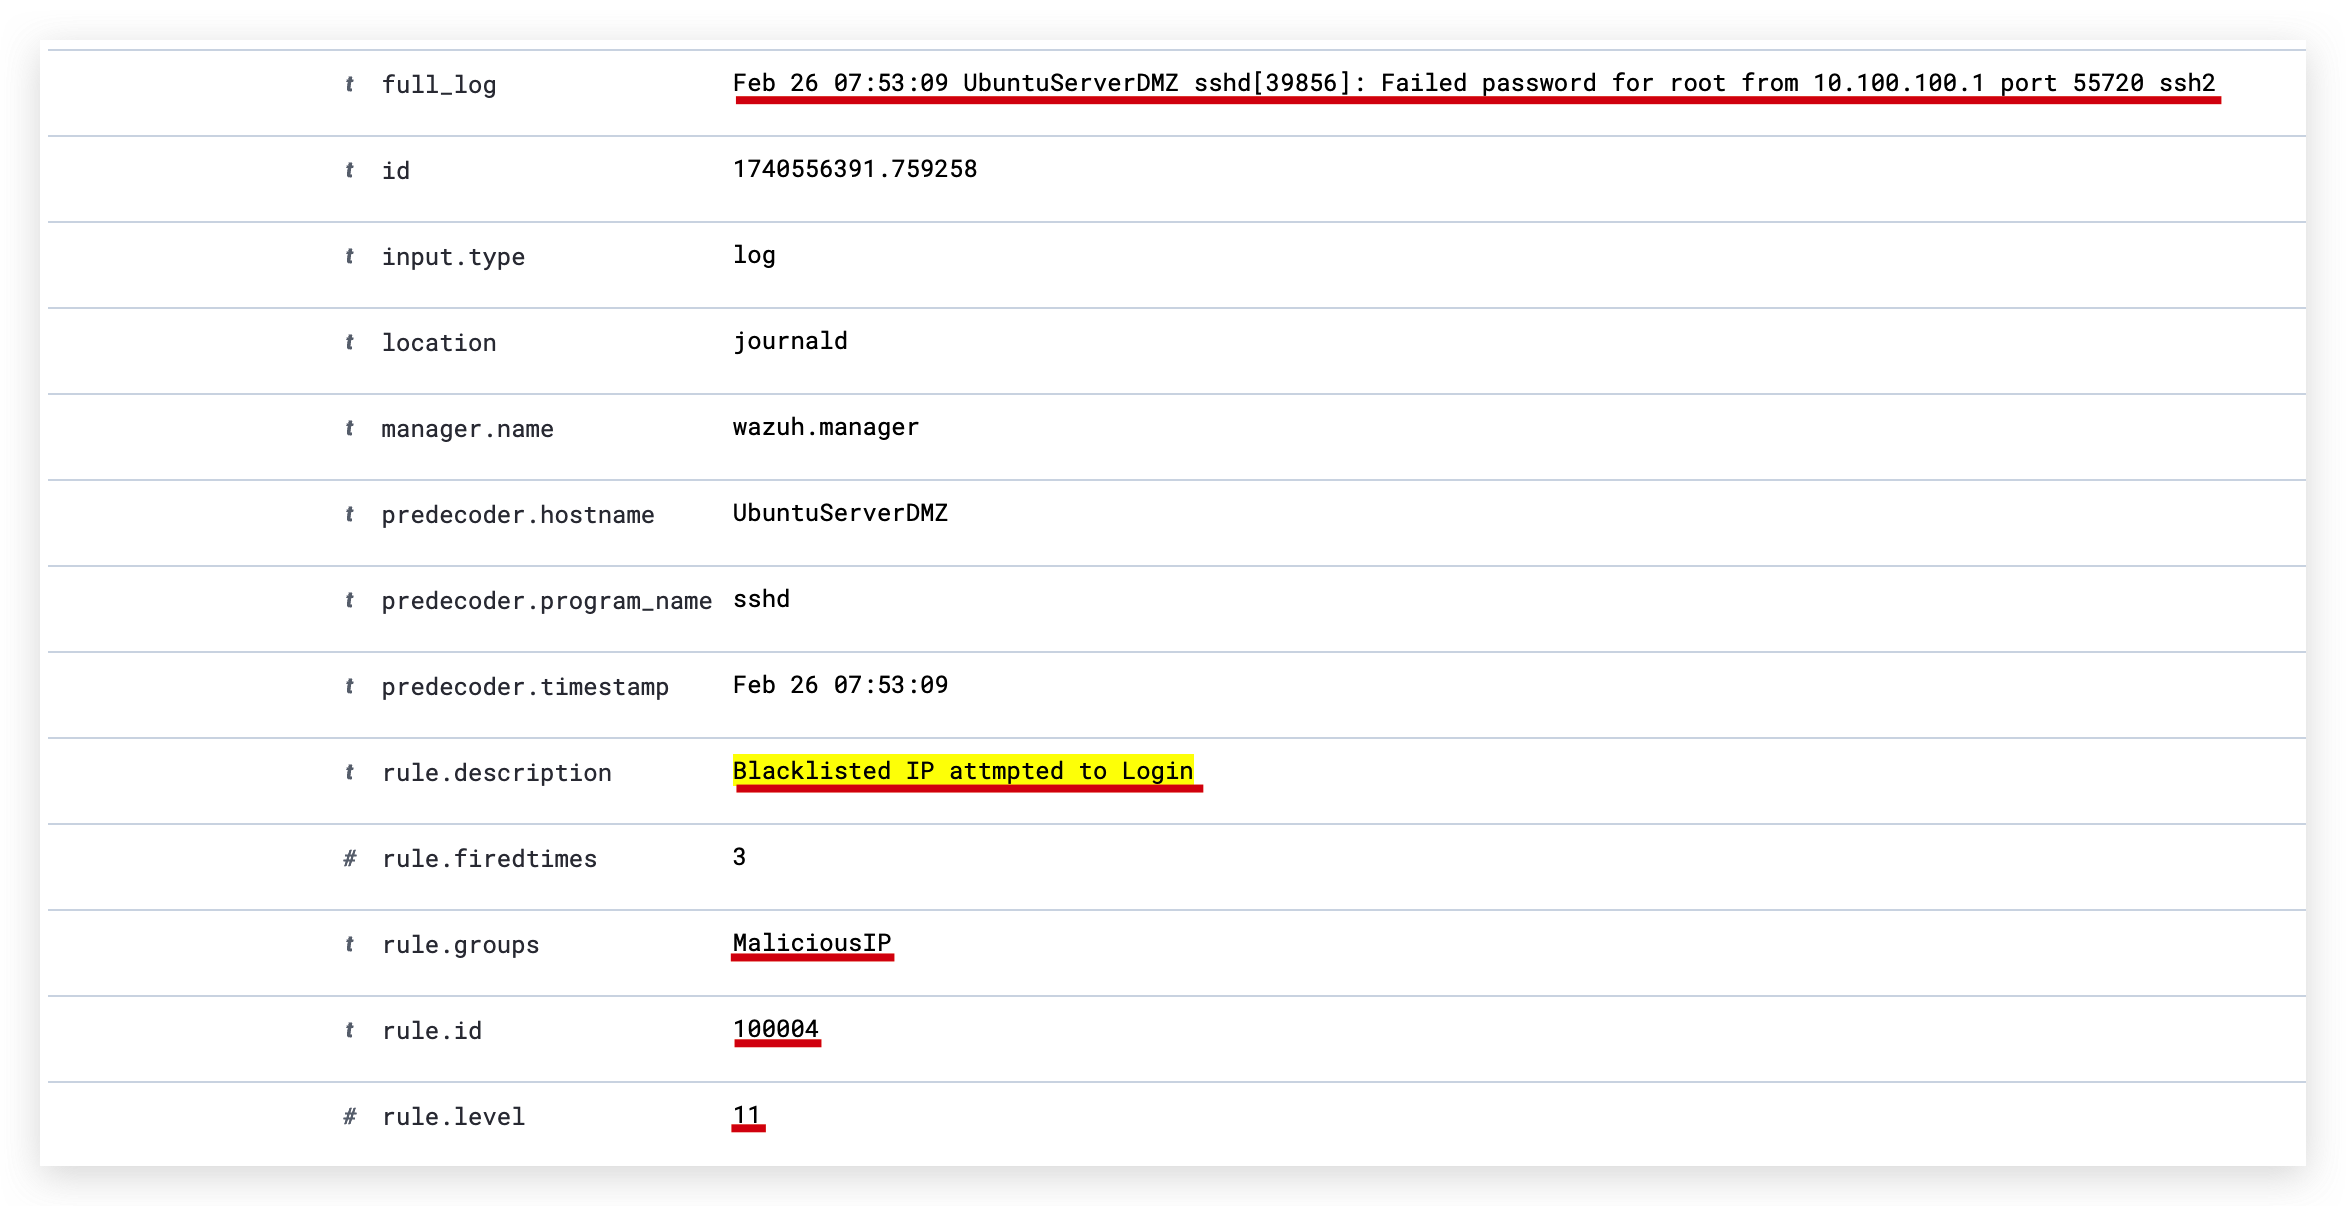 t full_log Feb 26 07:53:09 UbuntuServerDMZ sshd[39856]: Failed password for root from 10.100.100.1 port 55720 ssh2
t id 1740556391.759258
t input.type log
t location journald
t manager.name wazuh.manager
t predecoder.hostname UbuntuServerDMZ
t predecoder.program_name sshd
t predecoder.timestamp Feb 26 07:53:09
t rule.description Blacklisted IP attmpted to Login
# rule.firedtimes 3
t rule.groups MaliciousIP
t rule.id 100004
# rule.level 11